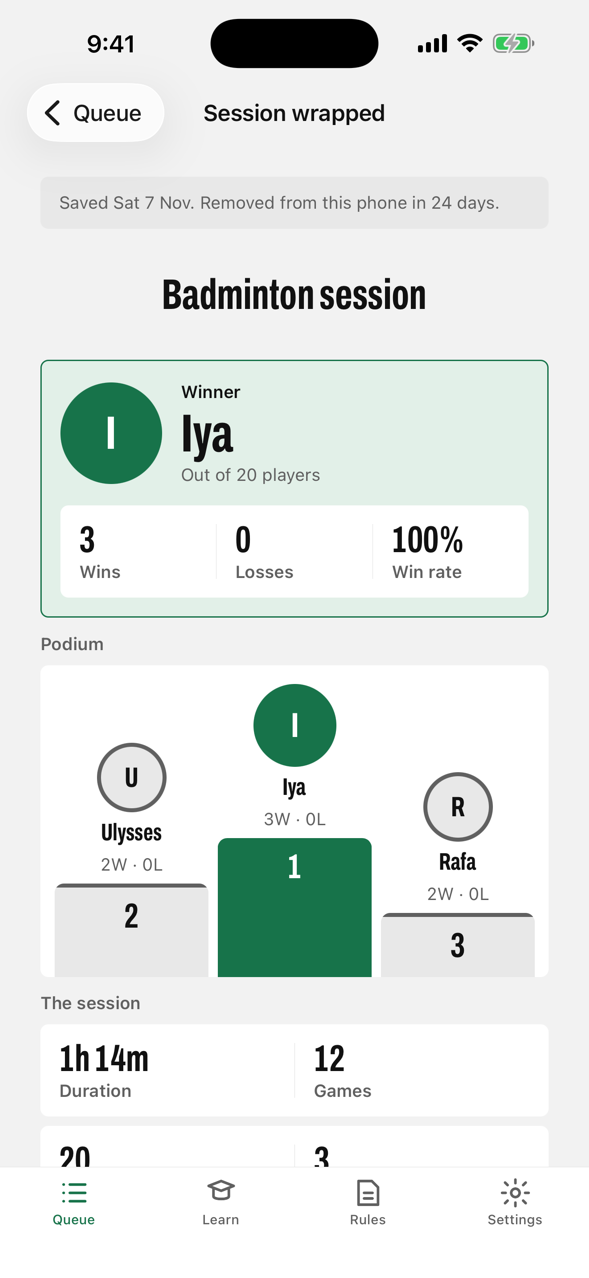 9:41
Queue
Session wrapped
Saved Sat 7 Nov. Removed from this phone in 24 days.
Badminton session
I
Winner
Iya
Out of 20 players
3
Wins
0
Losses
100%
Win rate
Podium
I
Iya
3W · 0L
1
U
Ulysses
2W · 0L
2
R
Rafa
2W · 0L
3
The session
1h 14m
Duration
12
Games
20
3
Queue
Learn
Rules
Settings